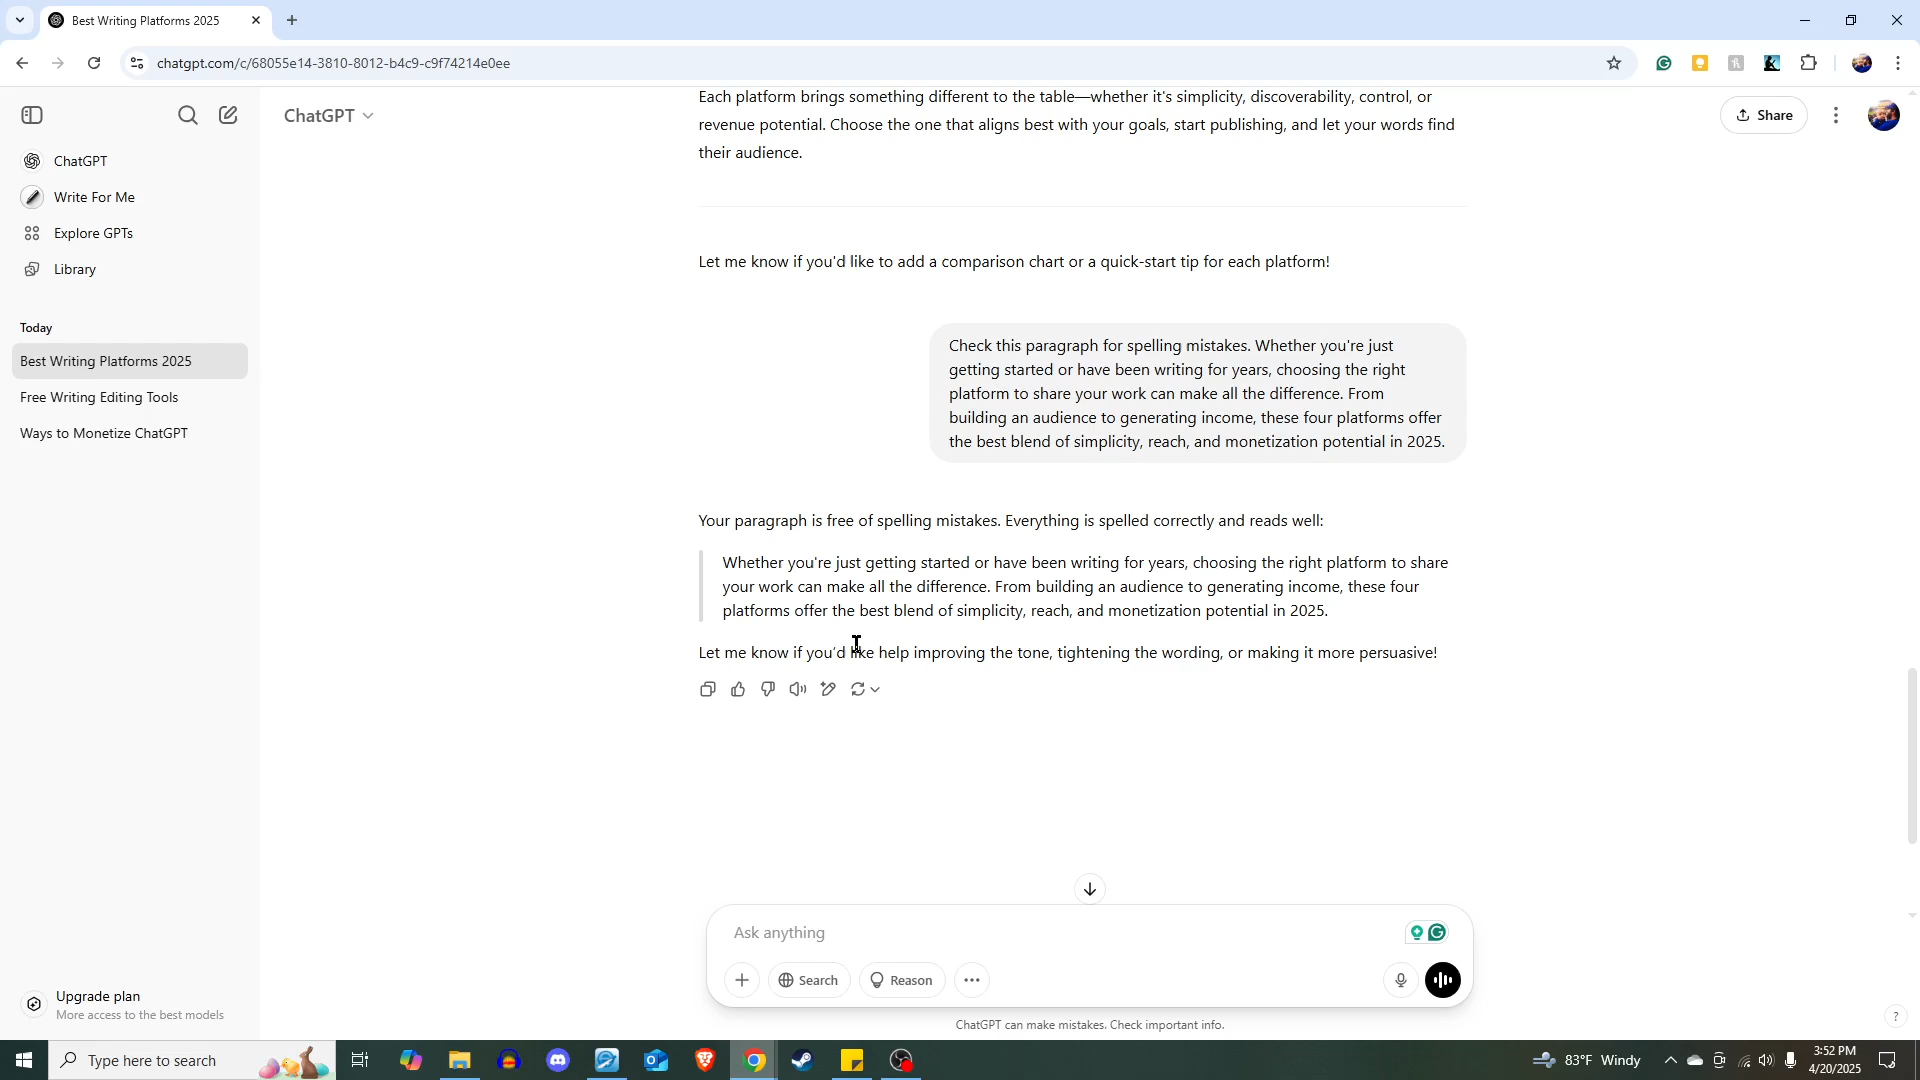 Best Writing Platforms 2025
chatgpt.com/c/68055e14-3810-8012-b4c9-c9f74214e0ee
ChatGPT
Write For Me
Explore GPTs
Library
Today
Best Writing Platforms 2025
Free Writing Editing Tools
Ways to Monetize ChatGPT
Upgrade plan
More access to the best models
ChatGPT
Share
Each platform brings something different to the table—whether it's simplicity, discoverability, control, or
revenue potential. Choose the one that aligns best with your goals, start publishing, and let your words find
their audience.
Let me know if you'd like to add a comparison chart or a quick-start tip for each platform!
Check this paragraph for spelling mistakes. Whether you're just
getting started or have been writing for years, choosing the right
platform to share your work can make all the difference. From
building an audience to generating income, these four platforms offer
the best blend of simplicity, reach, and monetization potential in 2025.
Your paragraph is free of spelling mistakes. Everything is spelled correctly and reads well:
Whether you're just getting started or have been writing for years, choosing the right platform to share
your work can make all the difference. From building an audience to generating income, these four
platforms offer the best blend of simplicity, reach, and monetization potential in 2025.
Let me know if you'd like help improving the tone, tightening the wording, or making it more persuasive!
Ask anything
Search
Reason
ChatGPT can make mistakes. Check important info.
?
Type here to search
83°F Windy
3:52 PM
4/20/2025